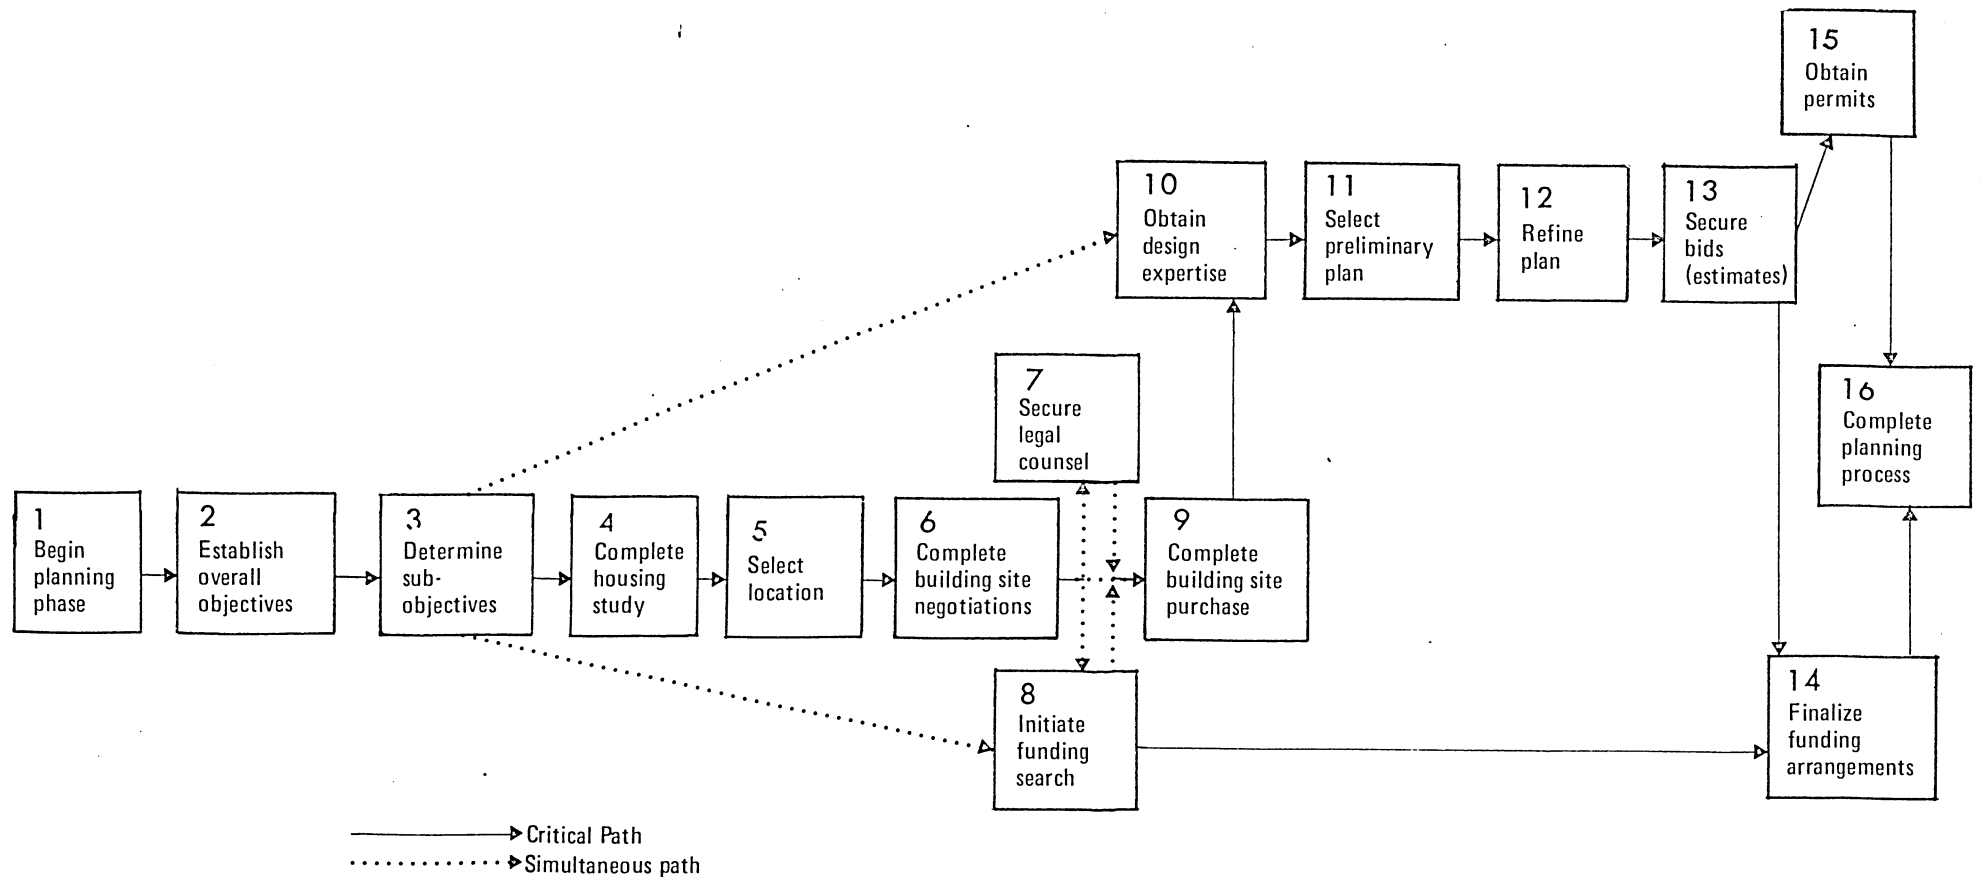 1
Begin
planning
phase
2
Establish
overall
objectives
3
Determine
sub-
objectives
4
Complete
housing
study
5
Select
location
6
Complete
building site
negotiations
7
Secure
legal
counsel
8
Initiate
funding
search
9
Complete
building site
purchase
10
Obtain
design
expertise
11
Select
preliminary
plan
12
Refine
plan
13
Secure
bids
(estimates)
14
Finalize
funding
arrangements
15
Obtain
permits
16
Complete
planning
process
Critical Path
Simultaneous path